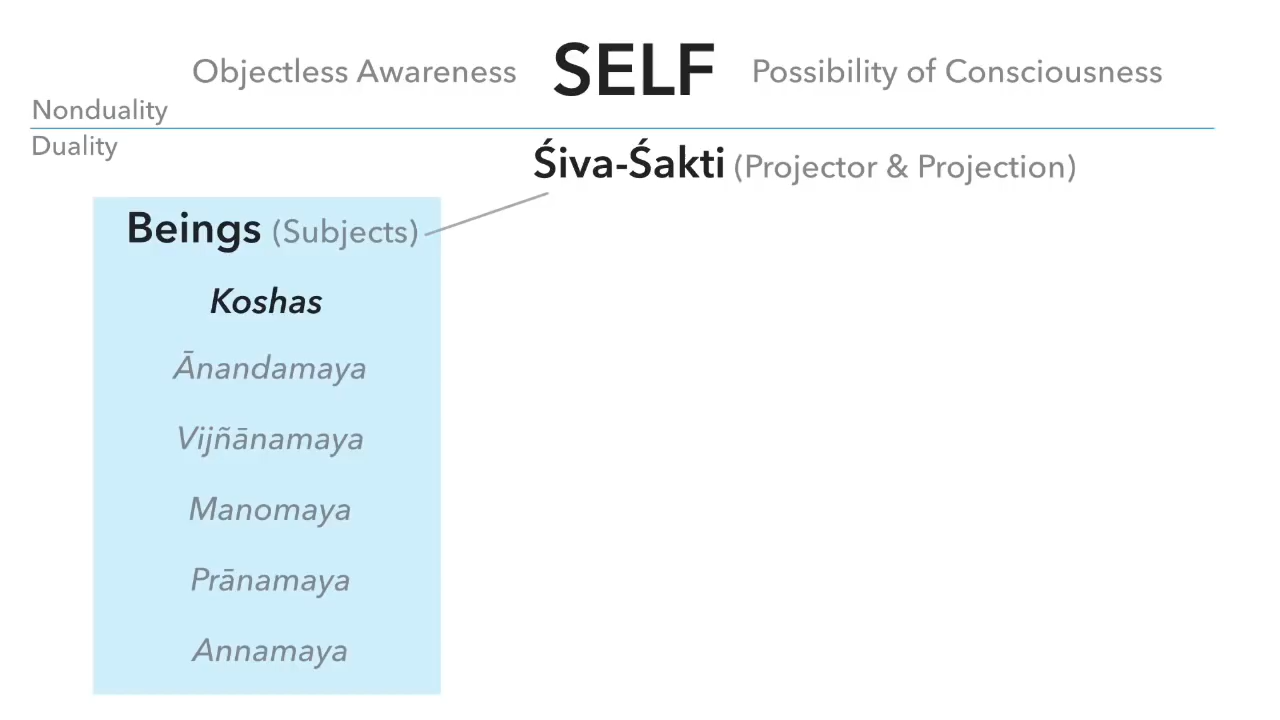 Objectless Awareness SELF Possibility of Consciousness
Nonduality
Duality
Śiva-Śakti (Projector & Projection)
Beings (Subjects)
Koshas
Ānandamaya
Vijñānamaya
Manomaya
Prānamaya
Annamaya